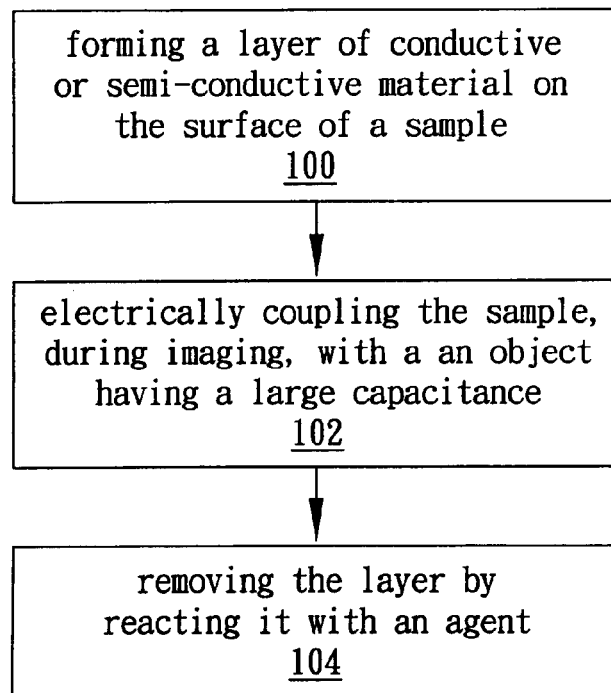 forming a layer of conductive
or semi-conductive material on
the surface of a sample
100
electrically coupling the sample,
during imaging, with a an object
having a large capacitance
102
removing the layer by
reacting it with an agent
104